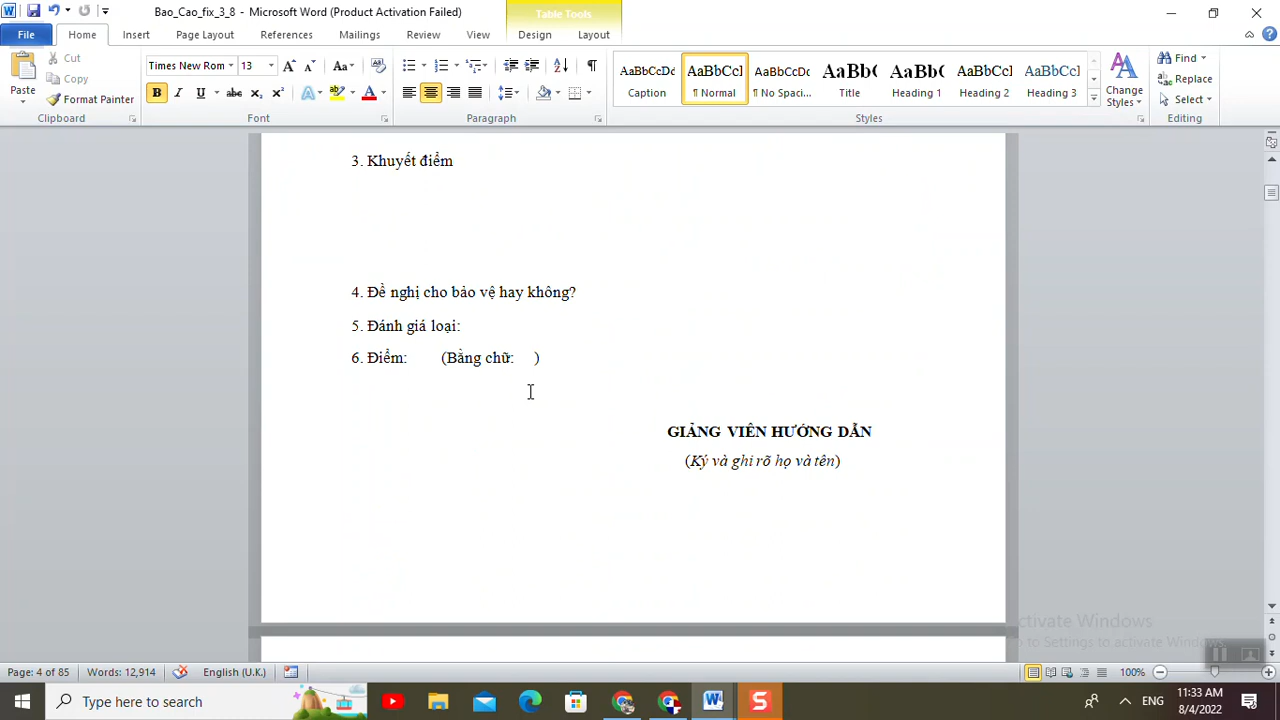 Bao_Cao_fix_3_8 - Microsoft Word (Product Activation Failed)
Table Tools
File Home Insert Page Layout References Mailings Review View Design Layout
Paste
Cut
Copy
Format Painter
Clipboard
Times New Rom 13
Font
Paragraph
AaBbCcDc Caption
AaBbCcI ¶ Normal
AaBbCcDc ¶ No Spaci...
AaBb( Title
AaBb( Heading 1
AaBbCcI Heading 2
AaBbCcI Heading 3
Change Styles
Styles
Find
Replace
Select
Editing
3. Khuyết điểm
4. Đề nghị cho bảo vệ hay không?
5. Đánh giá loại:
6. Điểm: (Bằng chữ: )
GIẢNG VIÊN HƯỚNG DẪN
(Ký và ghi rõ họ và tên)
ctivate Windows
o to Settings to activate Windows.
Page: 4 of 85 Words: 12,914 English (U.K.) 100%
Type here to search
ENG
11:33 AM
8/4/2022